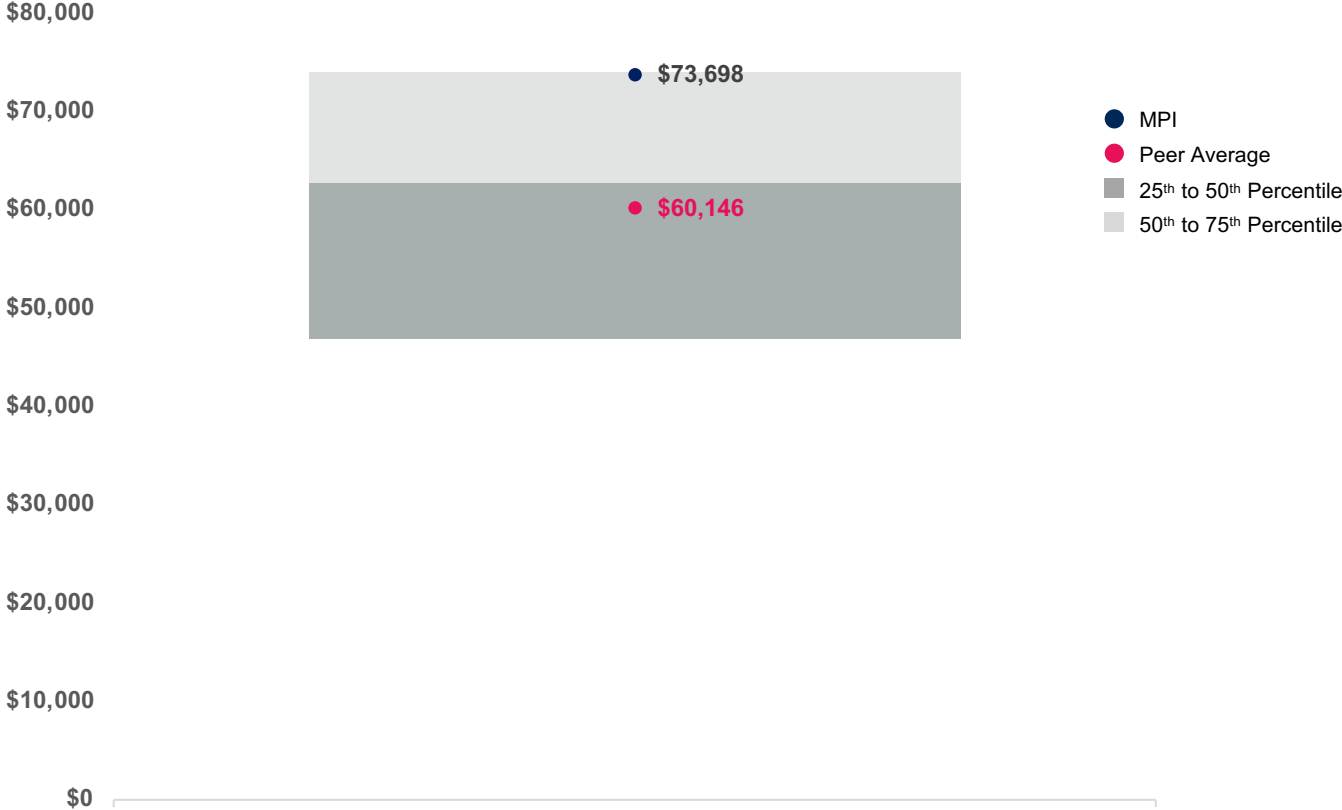 $80,000
$73,698
$70,000
MPI
Peer Average
25th to 50th Percentile
50th to 75th Percentile
$60,000
$60,146
$50,000
$40,000
$30,000
$20,000
$10,000
$0